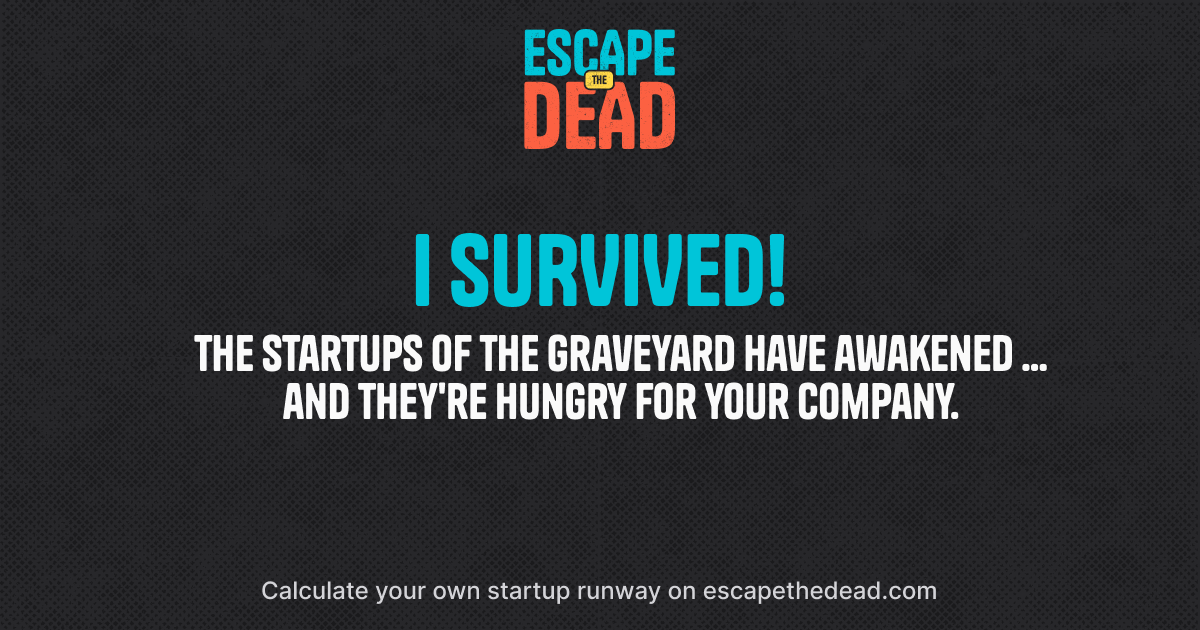 ESCAPE
THE
DEAD
I SURVIVED!
THE STARTUPS OF THE GRAVEYARD HAVE AWAKENED ...
AND THEY'RE HUNGRY FOR YOUR COMPANY.
Calculate your own startup runway on escapethedead.com